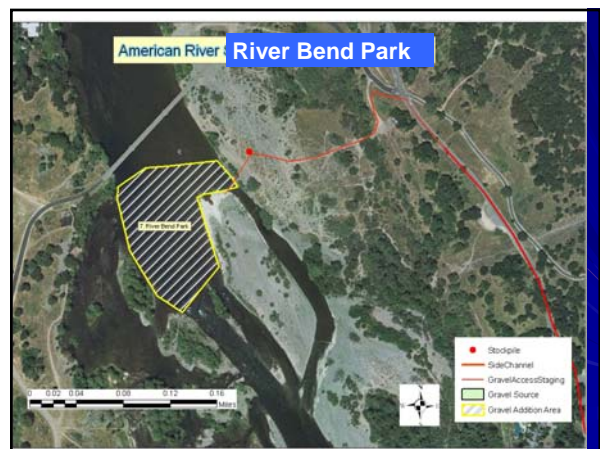 American River S
River Bend Park
7. River Bend Park
Stockpile
SideChannel
GravelAccessStaging
Gravel Source
Gravel Addition Area
0 0.02 0.04 0.08 0.12 0.16
Miles